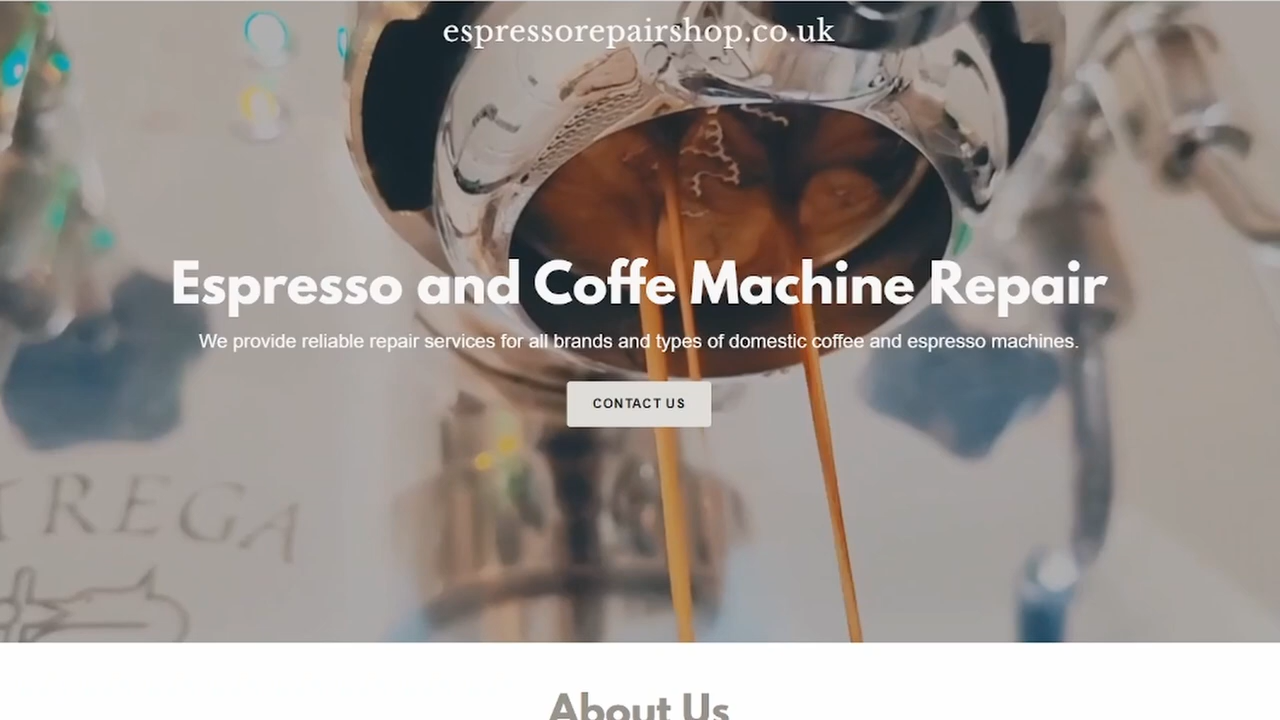 espressorepairshop.co.uk
Espresso and Coffe Machine Repair
We provide reliable repair services for all brands and types of domestic coffee and espresso machines.
CONTACT US
TREGA
About Us